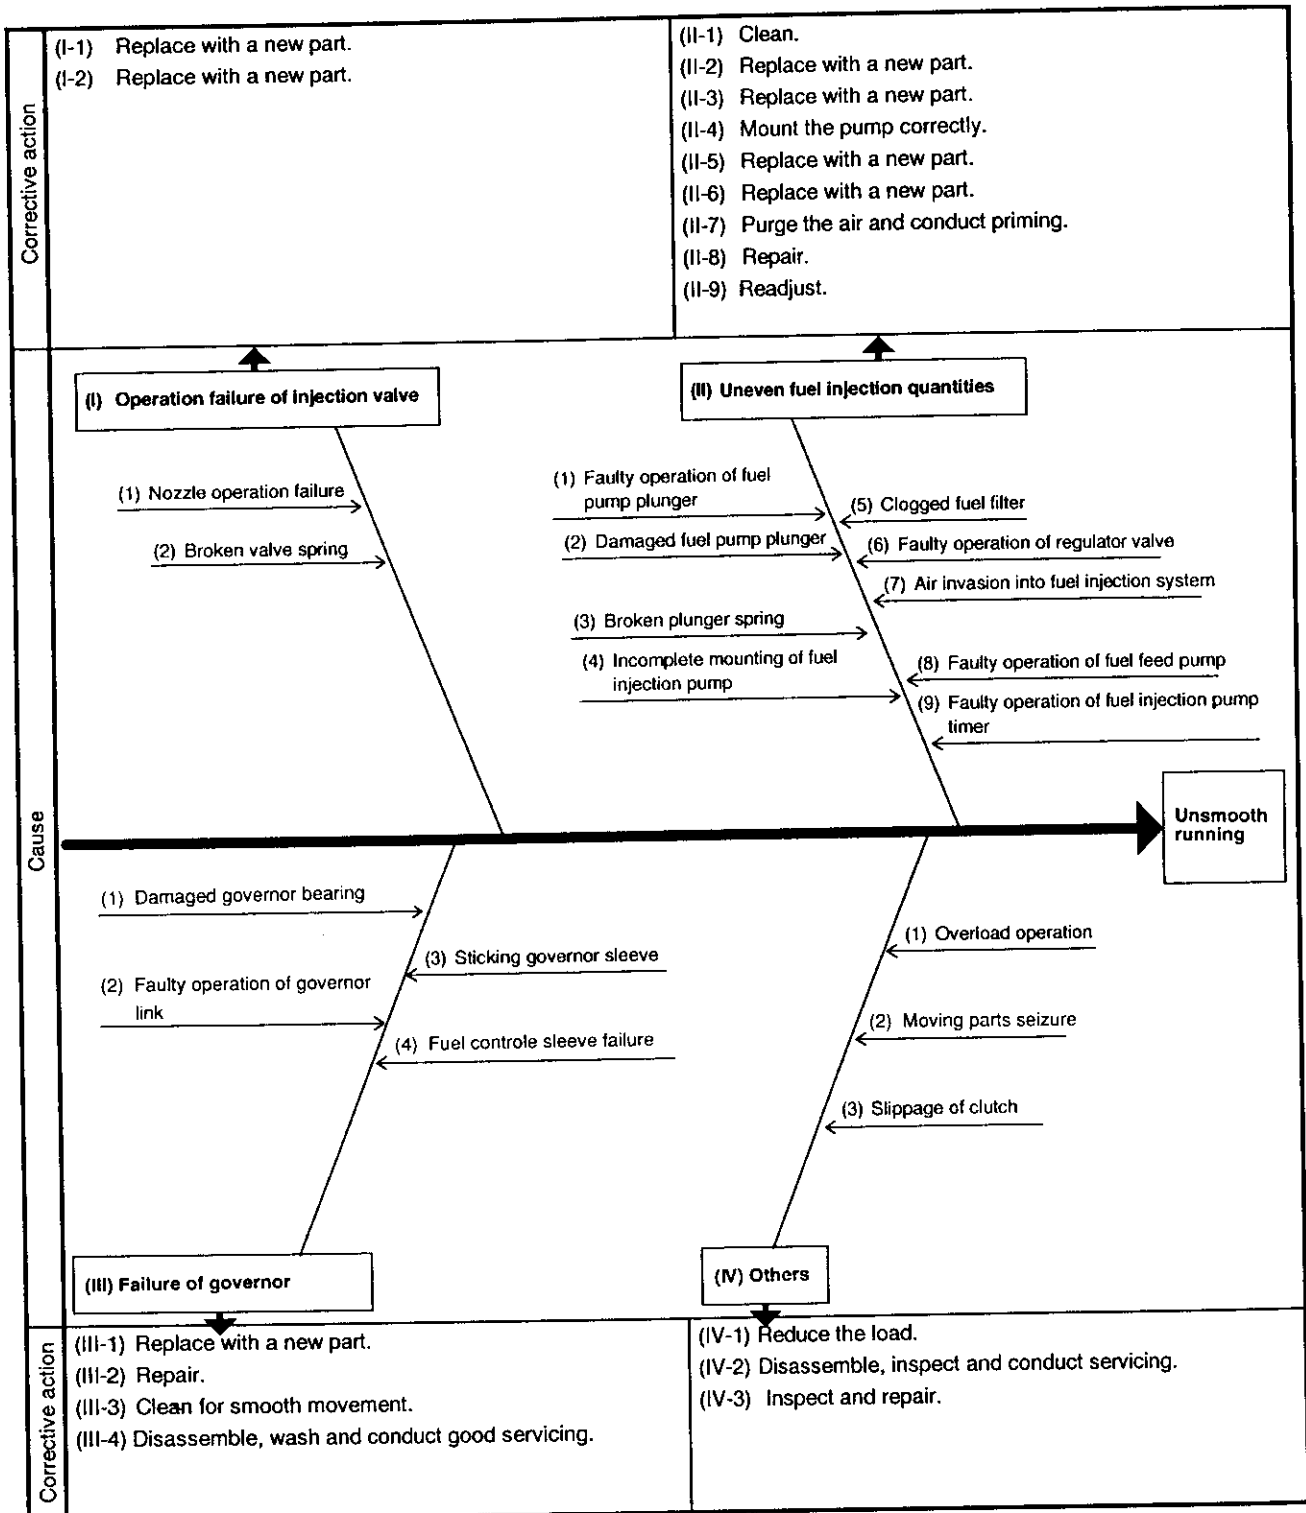 Corrective action
(I-1) Replace with a new part.
(I-2) Replace with a new part.
(II-1) Clean.
(II-2) Replace with a new part.
(II-3) Replace with a new part.
(II-4) Mount the pump correctly.
(II-5) Replace with a new part.
(II-6) Replace with a new part.
(II-7) Purge the air and conduct priming.
(II-8) Repair.
(II-9) Readjust.
Cause
(I) Operation failure of injection valve
(1) Nozzle operation failure
(2) Broken valve spring
(II) Uneven fuel injection quantities
(1) Faulty operation of fuel
pump plunger
(2) Damaged fuel pump plunger
(3) Broken plunger spring
(4) Incomplete mounting of fuel
injection pump
(5) Clogged fuel filter
(6) Faulty operation of regulator valve
(7) Air invasion into fuel injection system
(8) Faulty operation of fuel feed pump
(9) Faulty operation of fuel injection pump
timer
Unsmooth
running
(1) Damaged governor bearing
(2) Faulty operation of governor
link
(3) Sticking governor sleeve
(4) Fuel controle sleeve failure
(III) Failure of governor
(1) Overload operation
(2) Moving parts seizure
(3) Slippage of clutch
(IV) Others
Corrective action
(III-1) Replace with a new part.
(III-2) Repair.
(III-3) Clean for smooth movement.
(III-4) Disassemble, wash and conduct good servicing.
(IV-1) Reduce the load.
(IV-2) Disassemble, inspect and conduct servicing.
(IV-3) Inspect and repair.